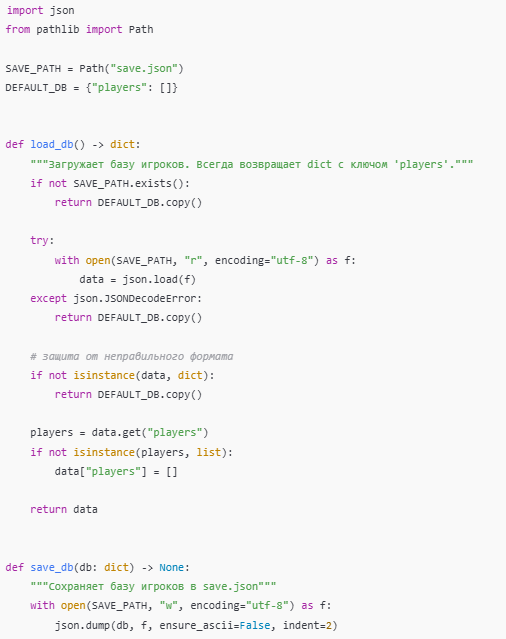 import json
from pathlib import Path

SAVE_PATH = Path("save.json")
DEFAULT_DB = {"players": []}


def load_db() -> dict:
    """Загружает базу игроков. Всегда возвращает dict с ключом 'players'."""
    if not SAVE_PATH.exists():
        return DEFAULT_DB.copy()

    try:
        with open(SAVE_PATH, "r", encoding="utf-8") as f:
            data = json.load(f)
    except json.JSONDecodeError:
        return DEFAULT_DB.copy()

    # защита от неправильного формата
    if not isinstance(data, dict):
        return DEFAULT_DB.copy()

    players = data.get("players")
    if not isinstance(players, list):
        data["players"] = []

    return data


def save_db(db: dict) -> None:
    """Сохраняет базу игроков в save.json"""
    with open(SAVE_PATH, "w", encoding="utf-8") as f:
        json.dump(db, f, ensure_ascii=False, indent=2)